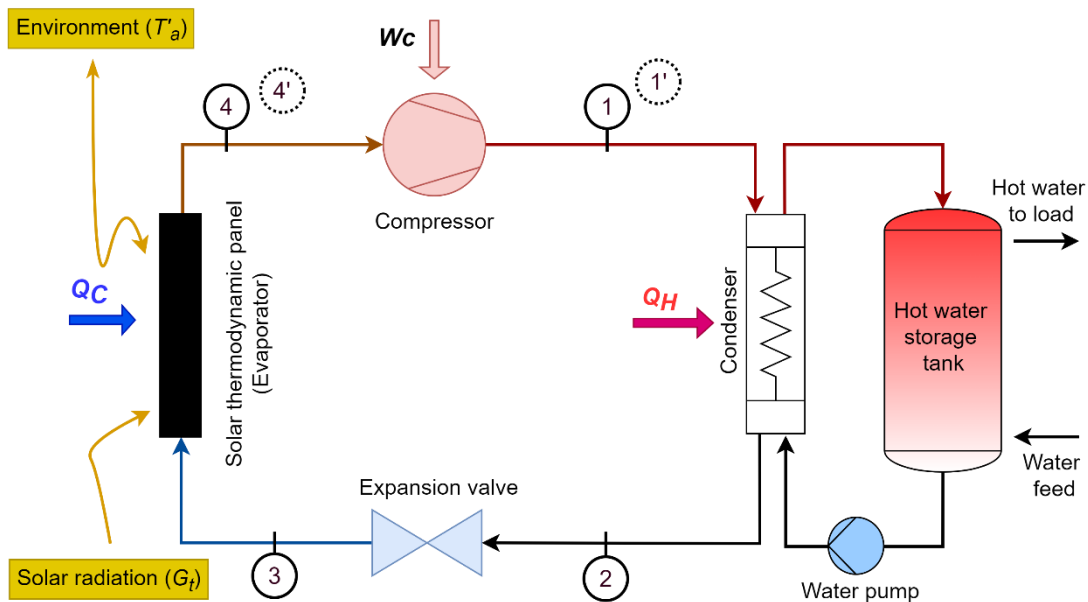 Environment (T'a)
Wc
4
4'
1
1'
Compressor
Solar thermodynamic panel
(Evaporator)
QC
QH
Condenser
Hot water
to load
Hot water
storage
tank
Water
feed
Expansion valve
3
2
Solar radiation (Gt)
Water pump